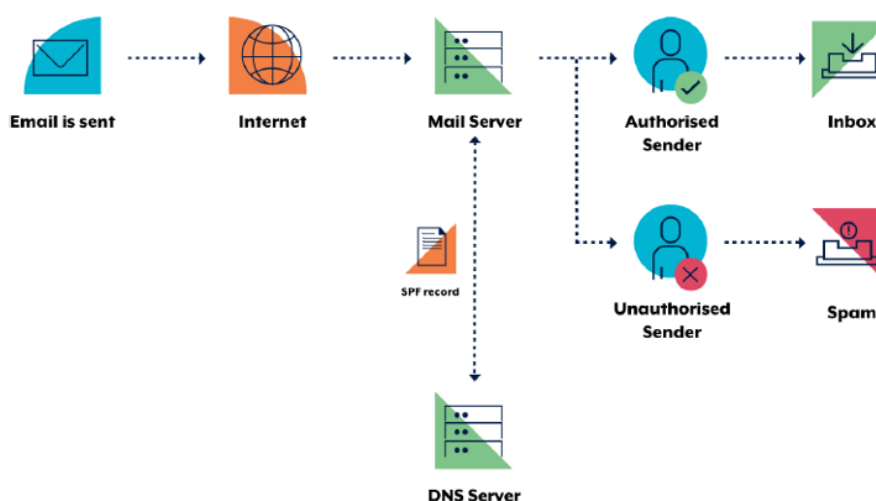 Email is sent
Internet
Mail Server
Authorised
Sender
Inbox
SPF record
Unauthorised
Sender
Spam
DNS Server